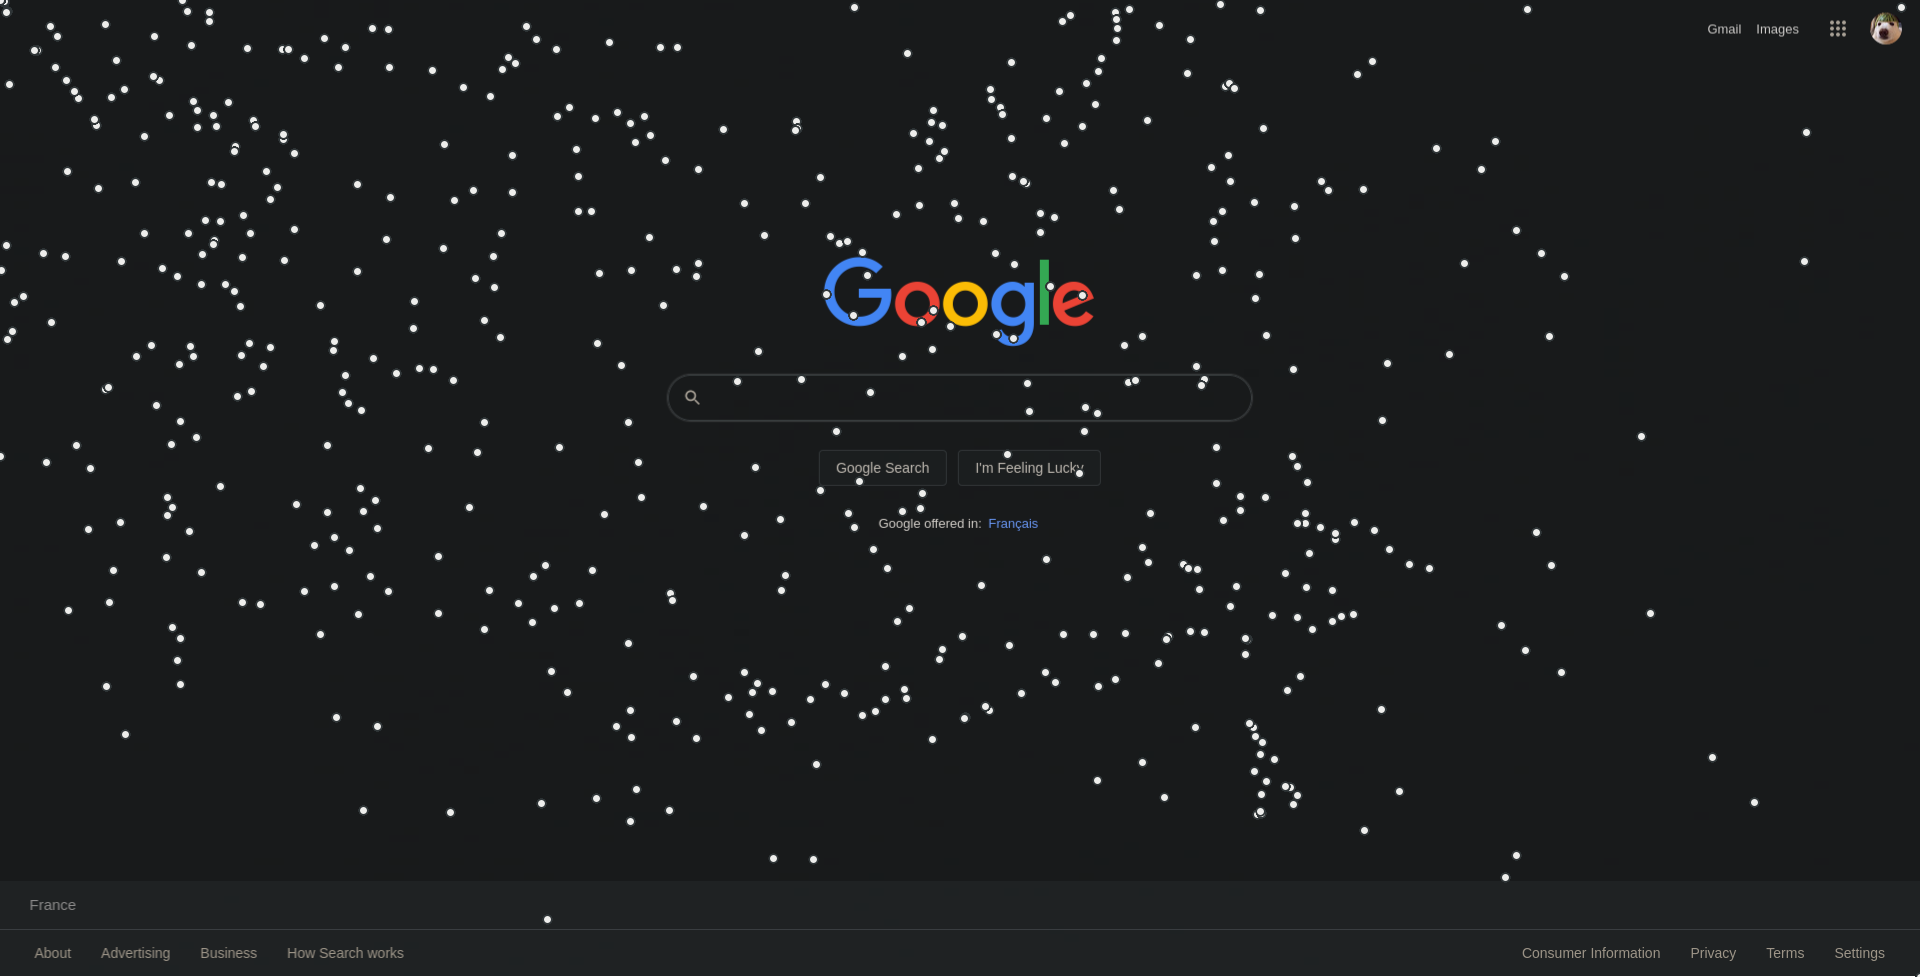 Gmail Images
Google
Google Search I'm Feeling Lucky
Google offered in: Français
France
About Advertising Business How Search works Consumer Information Privacy Terms Settings